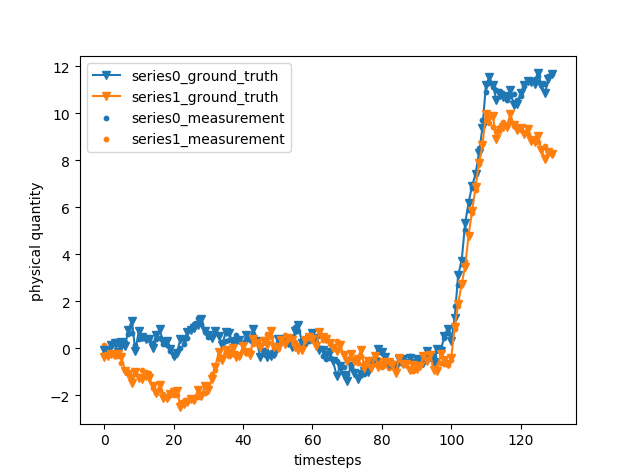 series0_ground_truth
series1_ground_truth
series0_measurement
series1_measurement
physical quantity
12
10
8
6
4
2
0
−2
0 20 40 60 80 100 120
timesteps